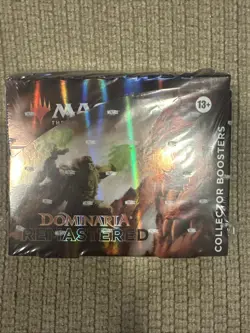 MA
13+
DOMINARIA
REMASTERED
COLLECTOR BOOSTERS